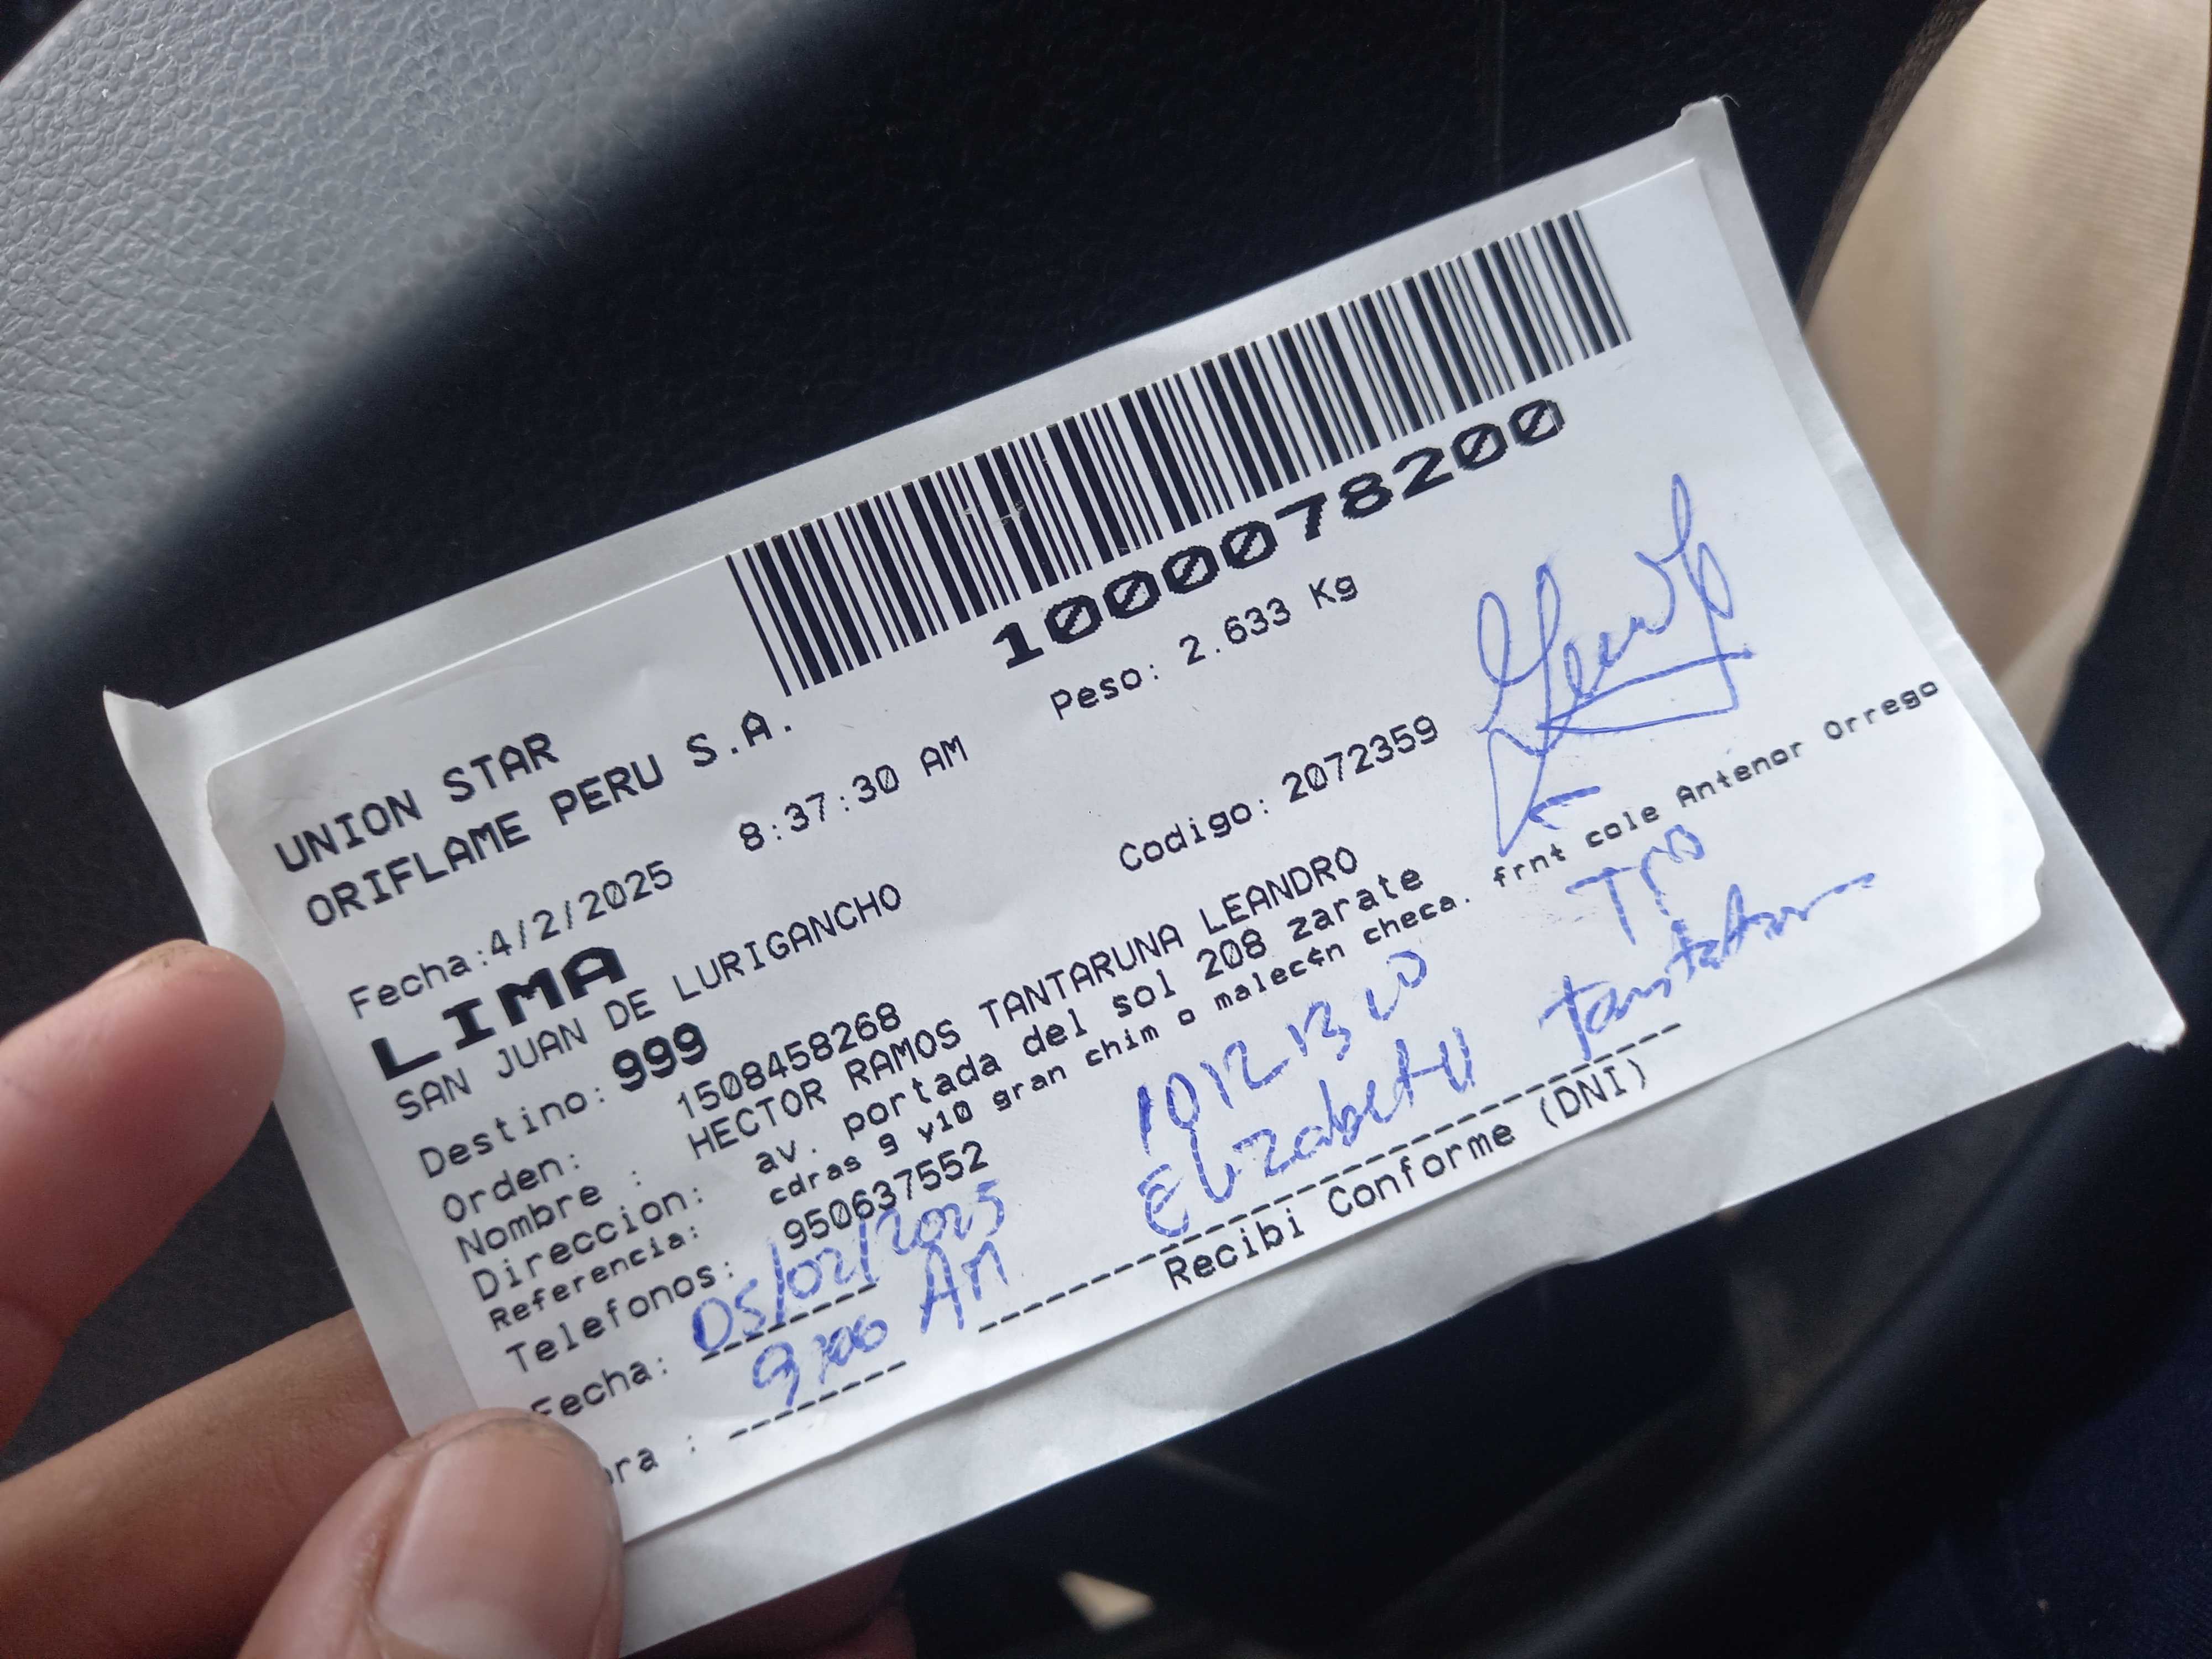 1000078200
UNION STAR
ORIFLAME PERU S.A.
Peso: 2.633 Kg
Fecha:4/2/2025 8:37:30 AM
LIMA
SAN JUAN DE LURIGANCHO
Codigo: 2072359
Destino: 999
Orden: 1508458268
Nombre : HECTOR RAMOS TANTARUNA LEANDRO
Direccion: av. portada del sol 208 zarate
Referencia: cdras 9 y10 gran chim o malec¢n checa. frnt cole Antenor Orrego
Telefonos: 950637552
Fecha: 05/02/2025
ora : 9:00 AM
Elizabeth
Recibi Conforme (DNI)